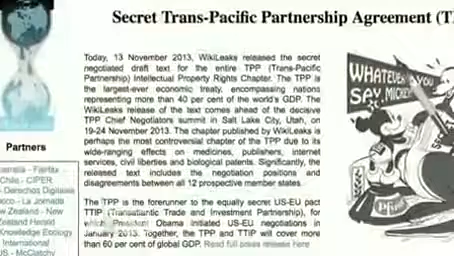 Secret Trans-Pacific Partnership Agreement (T
Today, 13 November 2013, WikiLeaks released the secret
negotiated draft text for the entire TPP (Trans-Pacific
Partnership) Intellectual Property Rights Chapter. The TPP is
the largest-ever economic treaty, encompassing nations
representing more than 40 per cent of the world's GDP. The
WikiLeaks release of the text comes ahead of the decisive
TPP Chief Negotiators summit in Salt Lake City, Utah, on
19-24 November 2013. The chapter published by WikiLeaks is
perhaps the most controversial chapter of the TPP due to its
wide-ranging effects on medicines, publishers, internet
services, civil liberties and biological patents. Significantly, the
released text includes the negotiation positions and
disagreements between all 12 prospective member states.
The TPP is the forerunner to the equally secret US-EU pact
TTIP (Transatlantic Trade and Investment Partnership), for
which President Obama initiated US-EU negotiations in
January 2013. Together, the TPP and TTIP will cover more
than 60 per cent of global GDP. Read full press release here
Partners
- Fairfax
Chile - CIPER
- Derechos Digitales
- La Jornada
New Zealand - New
Zealand Herald
Knowledge Ecology
International
US - McClatchy
WHATEVER YOU
SAY, MICKEY